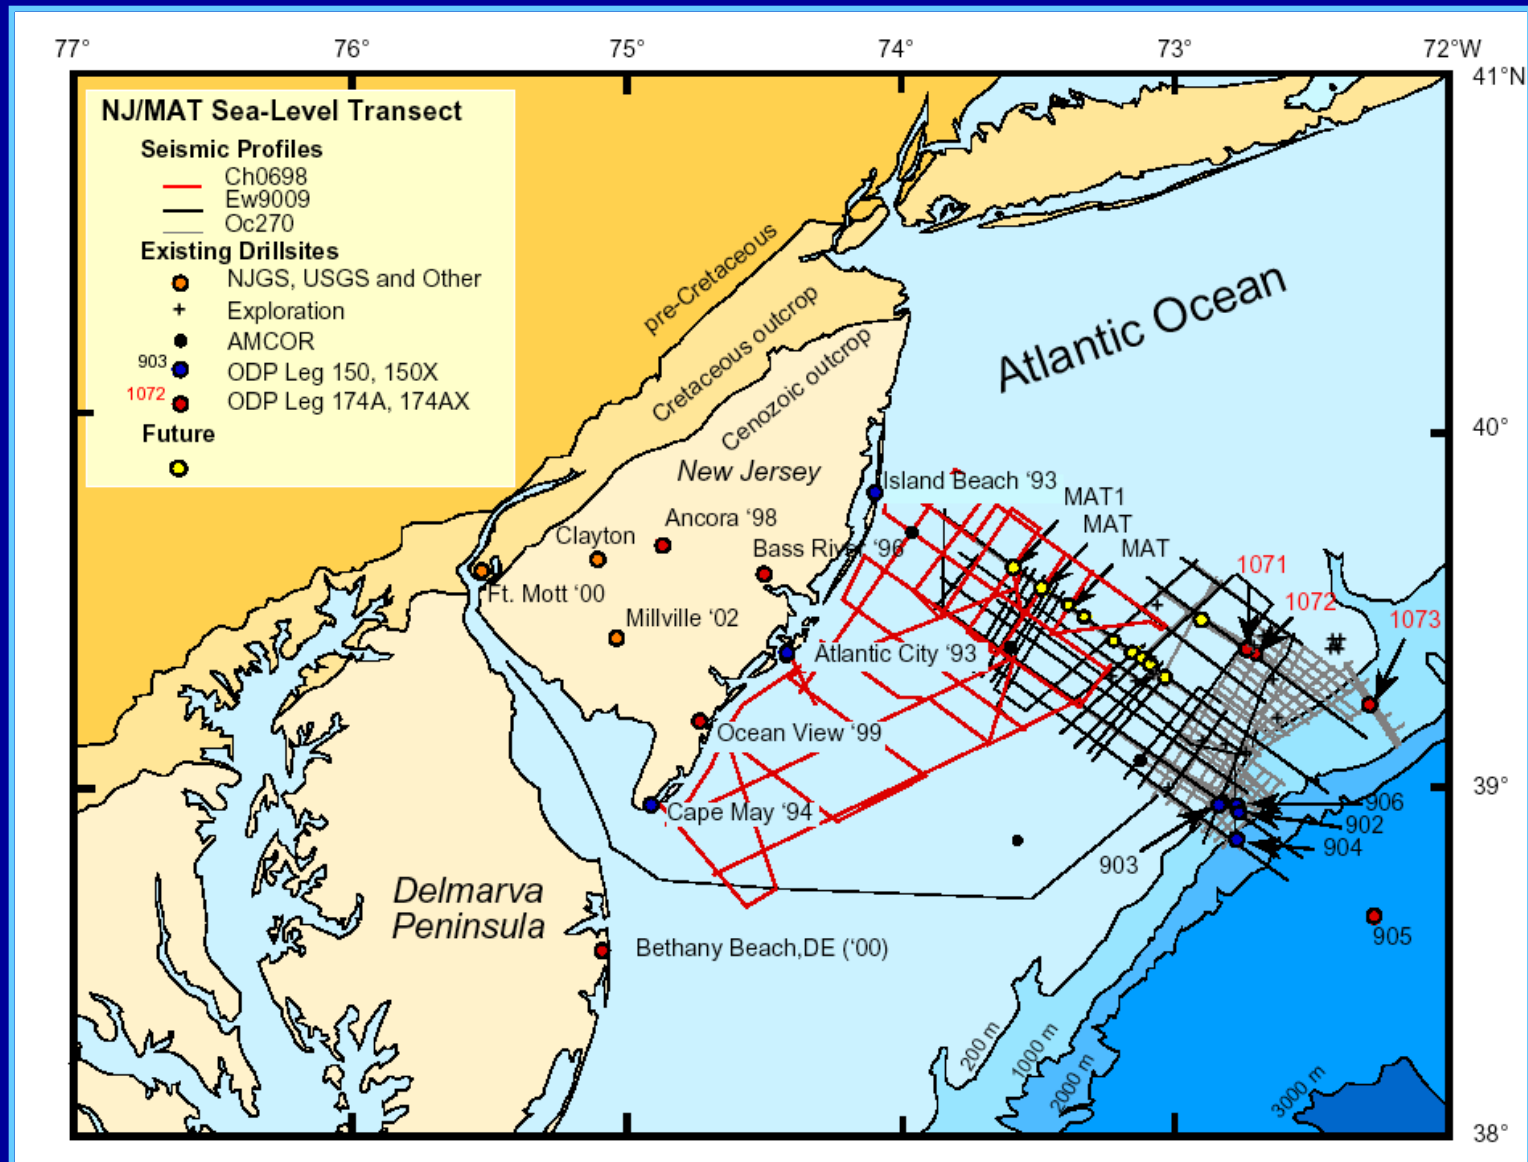 77°
76°
75°
74°
73°
72°W
41°N
NJ/MAT Sea-Level Transect
Seismic Profiles
Ch0698
Ew9009
Oc270
Existing Drillsites
NJGS, USGS and Other
Exploration
AMCOR
903
ODP Leg 150, 150X
1072
ODP Leg 174A, 174AX
Future
pre-Cretaceous
Cretaceous outcrop
Cenozoic outcrop
Atlantic Ocean
40°
New Jersey
Island Beach ‘93
MAT1
MAT
MAT
Ancora ‘98
Clayton
Bass River ‘96
1071
1072
1073
Ft. Mott ‘00
Millville ‘02
Atlantic City ‘93
Ocean View ‘99
39°
Cape May ‘94
906
902
904
903
Delmarva
Peninsula
905
Bethany Beach,DE (‘00)
200 m
1000 m
2000 m
3000 m
38°